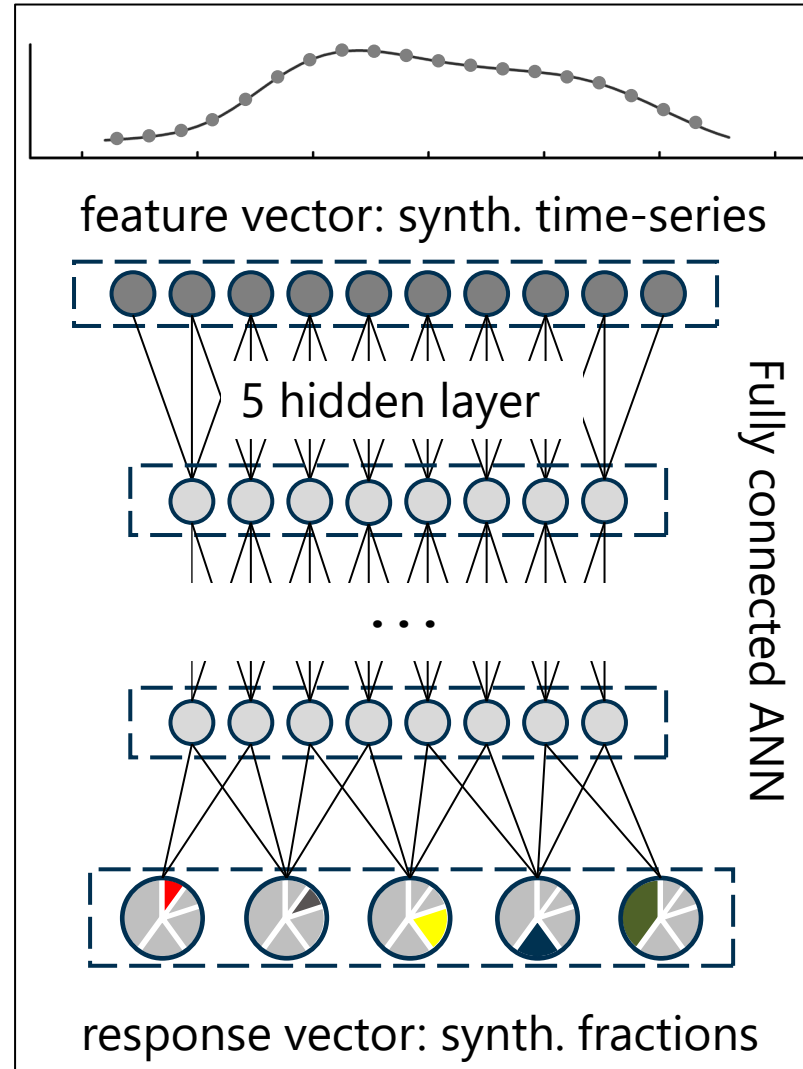 feature vector: synth. time-series
5 hidden layer
Fully connected ANN
...
response vector: synth. fractions